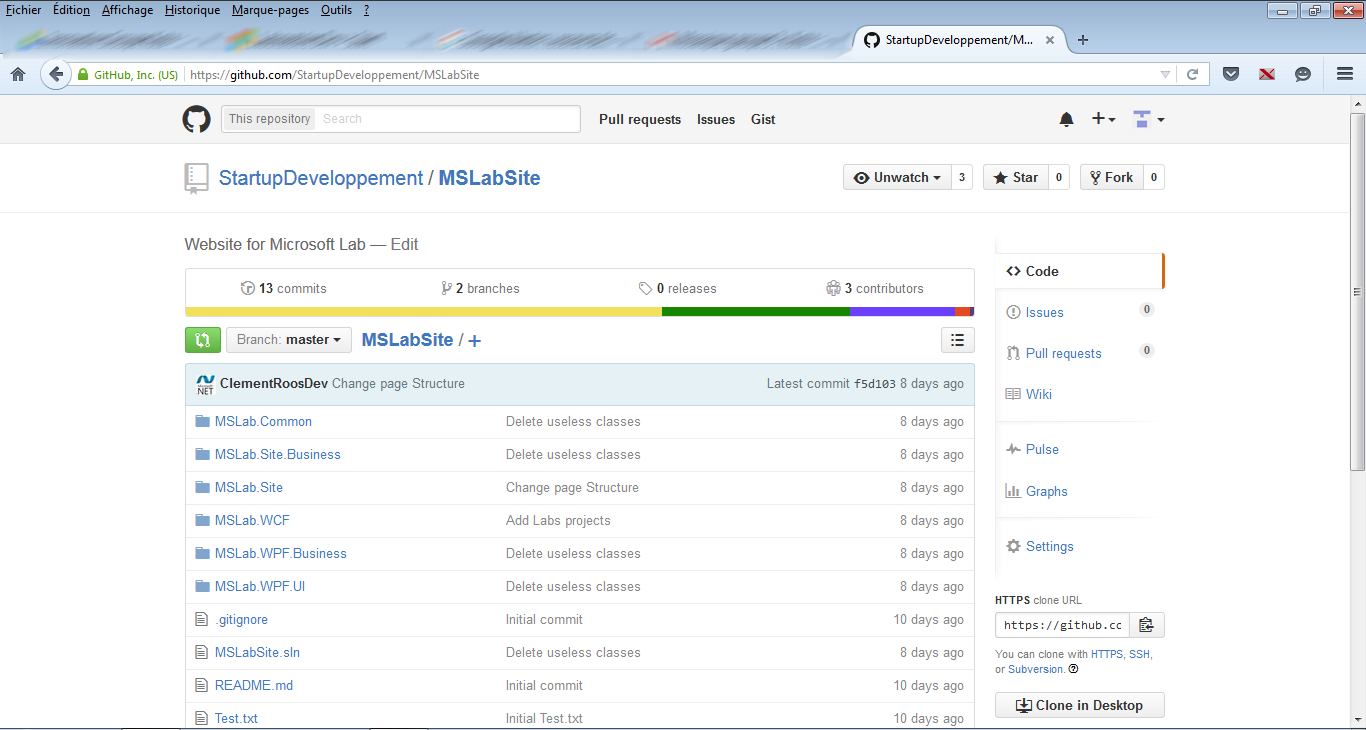 Fichier Édition Affichage Historique Marque-pages Outils ?
StartupDeveloppement/M...
GitHub, Inc. (US) https://github.com/StartupDeveloppement/MSLabSite
This repository Search Pull requests Issues Gist
StartupDeveloppement / MSLabSite Unwatch 3 Star 0 Fork 0
Website for Microsoft Lab — Edit
13 commits 2 branches 0 releases 3 contributors
Branch: master MSLabSite / +
ClementRoosDev Change page Structure Latest commit f5d103 8 days ago
NET
MSLab.Common Delete useless classes 8 days ago
MSLab.Site.Business Delete useless classes 8 days ago
MSLab.Site Change page Structure 8 days ago
MSLab.WCF Add Labs projects 8 days ago
MSLab.WPF.Business Delete useless classes 8 days ago
MSLab.WPF.UI Delete useless classes 8 days ago
.gitignore Initial commit 10 days ago
MSLabSite.sln Delete useless classes 8 days ago
README.md Initial commit 10 days ago
Test.txt Initial Test.txt 10 days ago
Code
Issues 0
Pull requests 0
Wiki
Pulse
Graphs
Settings
HTTPS clone URL
https://github.cc
You can clone with HTTPS, SSH,
or Subversion.
Clone in Desktop